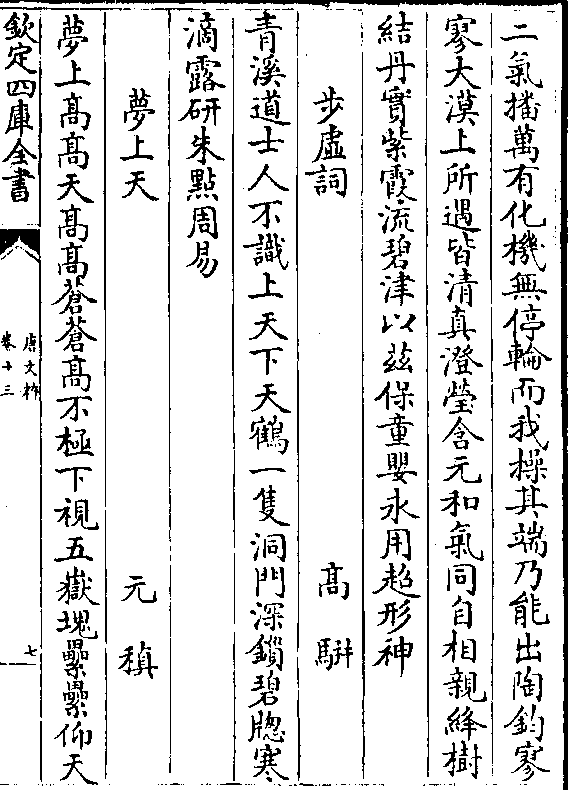 二氣播萬有化機無停輪而我操其端乃能出陶鈞寥
寥大漠上所遇皆清真澄瑩含元和氣同自相親絳樹
結丹實紫霞流碧津以兹保童嬰永用超形神
步虛詞 高駢
青溪道士人不識上天下天鶴一隻洞門深鎻碧牕寒
滴露研朱點周易
夢上天 元稹
夢上髙髙天髙髙蒼蒼髙不極下視五嶽塊纍纍仰天
欽定四庫全書
唐文粹
卷十三
七